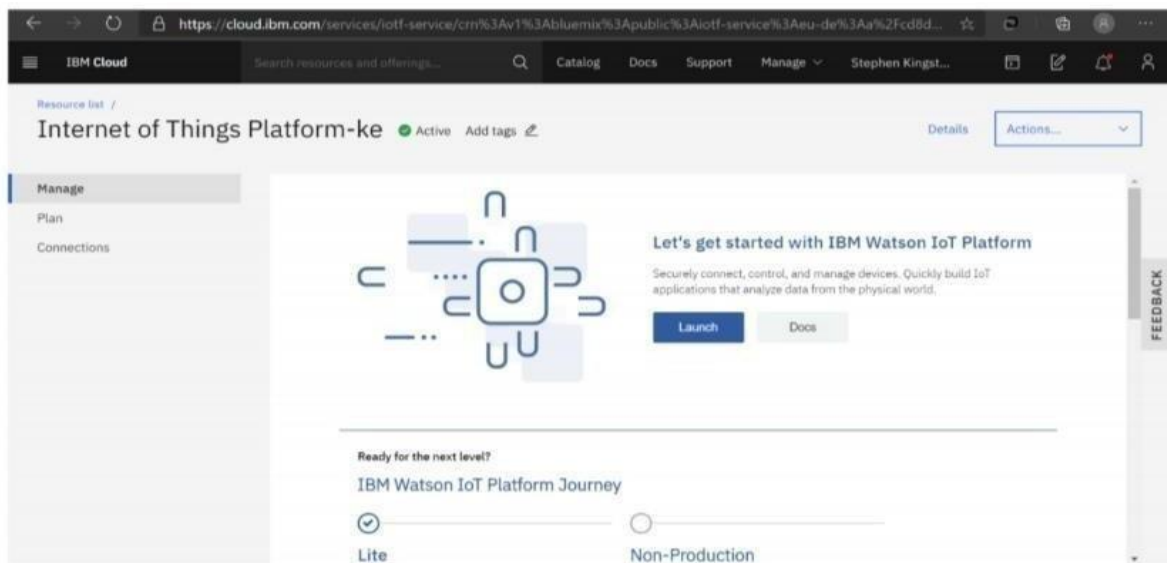 https://cloud.ibm.com/services/iotf-service/crn%3Av1%3Abluemix%3Apublic%3Aiotf-service%3Aeu-de%3Aa%2Fcd8d...
IBM Cloud Search resources and offerings... Catalog Docs Support Manage Stephen Kingst...
Resource list /
Internet of Things Platform-ke Active Add tags Details Actions...
Manage
Plan
Connections
Let's get started with IBM Watson IoT Platform
Securely connect, control, and manage devices. Quickly build IoT
applications that analyze data from the physical world.
Launch Docs
FEEDBACK
Ready for the next level?
IBM Watson IoT Platform Journey
Lite Non-Production